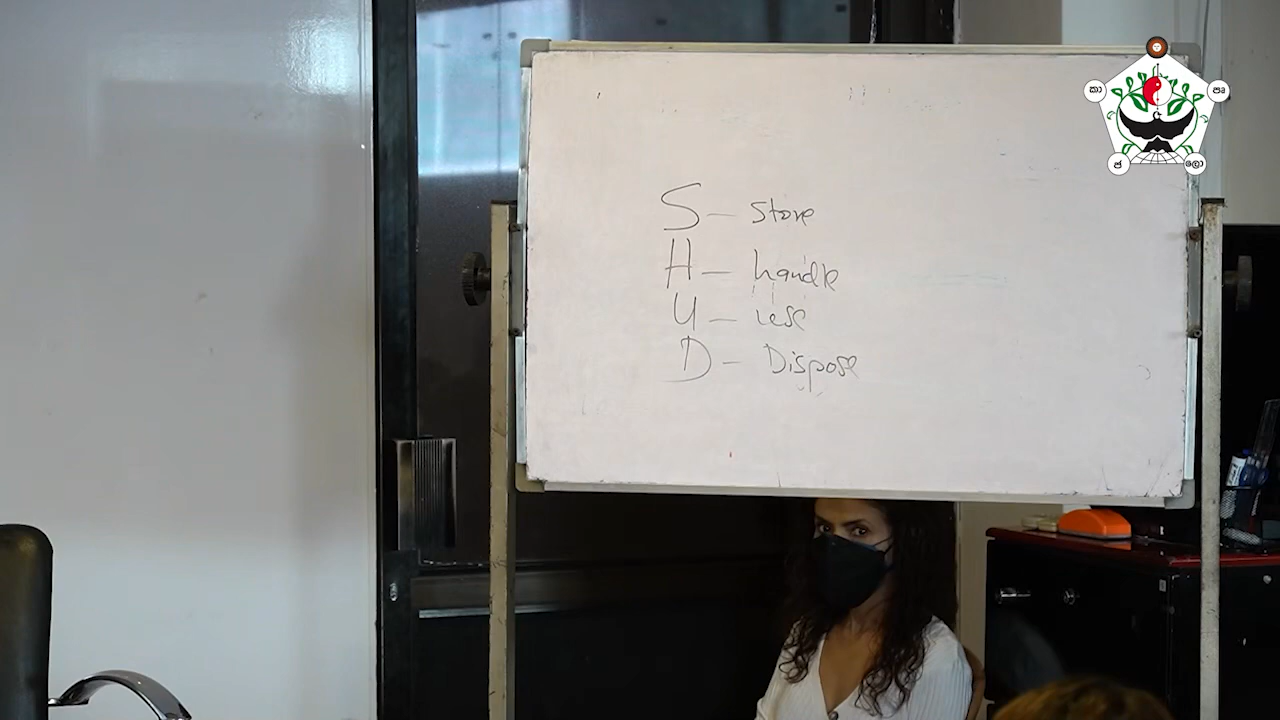 S — store
H — handle
U — use
D — Dispose
කා
පෘ
ජ
ලො